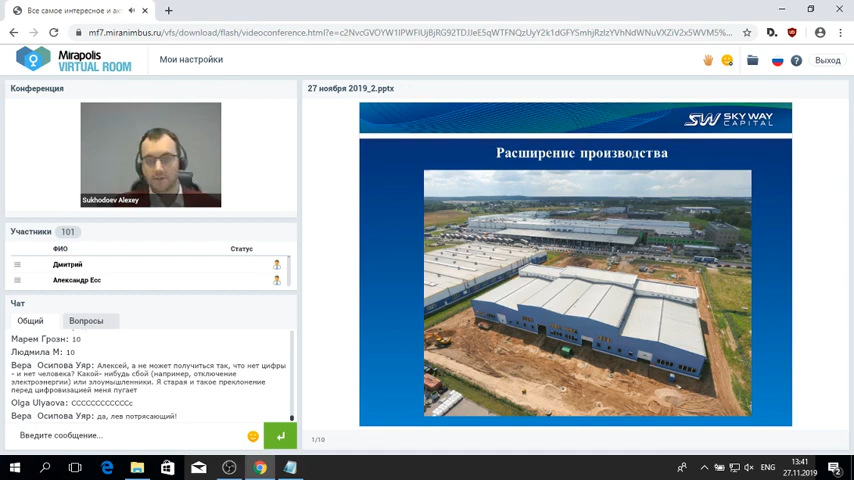 Все самое интересное и акт
mf7.miranimbus.ru/vfs/download/flash/videoconference.html?
Mirapolis
VIRTUAL ROOM
Мои настройки
Выход
Конференция
27 ноября 2019_2.pptx
Sukhodoev Alexey
SW SKY WAY
CAPITAL
Расширение производства
Участники 101
ФИО Статус
Дмитрий
Александр Есс
Чат
Общий Вопросы
Марем Грозн: 10
Людмила М: 10
Вера Осипова Уяр: Алексей, а не может получиться так, что нет цифры
- и нет человека? Какой- нибудь сбой (например, отключение
электроэнергии) или злоумышленники. Я старая и такое преклонение
перед цифровизацией меня пугает
Olga Ulyaova: СССССССССССсс
Вера Осипова Уяр: да, лев потрясающий!
Введите сообщение...
1/10
ENG
13:41
27.11.2019
2